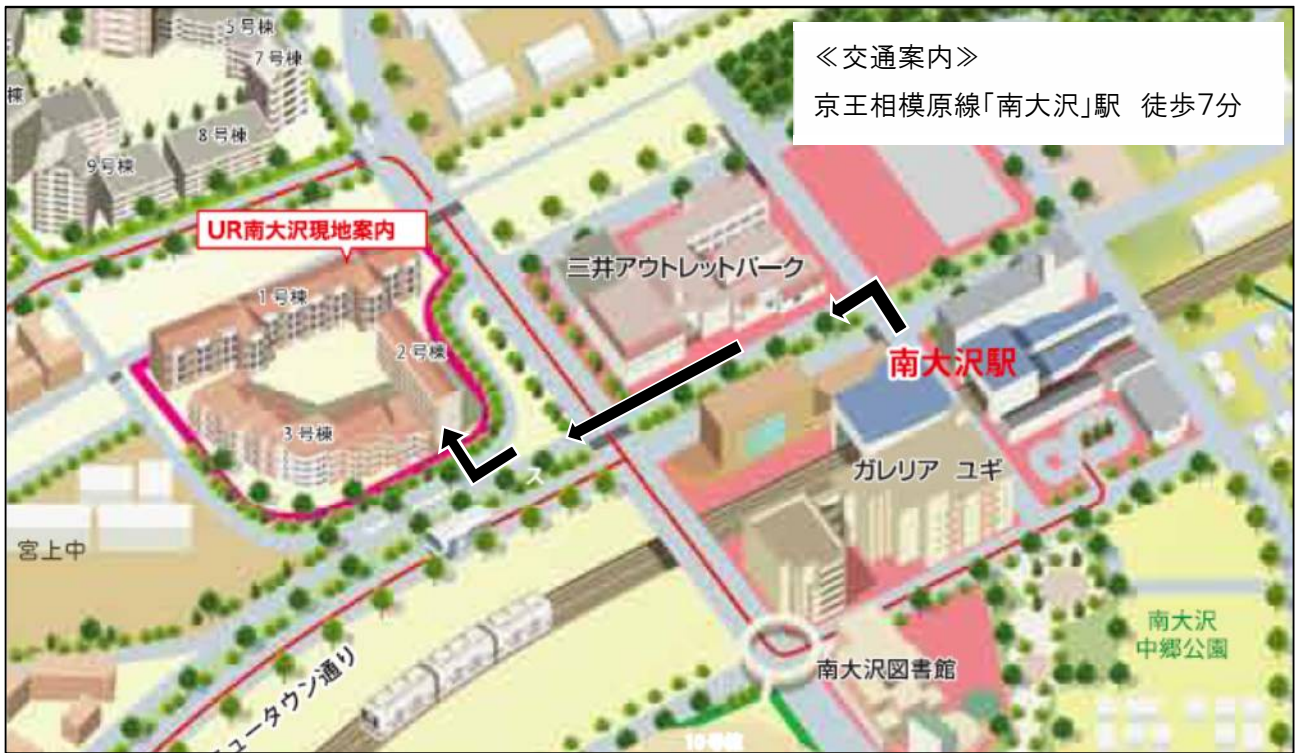 ≪交通案内≫
京王相模原線「南大沢」駅 徒歩7分
5号棟
7号棟
棟
8号棟
9号棟
UR南大沢現地案内
1号棟
2号棟
3号棟
三井アウトレットパーク
南大沢駅
ガレリア ユギ
ス
宮上中
ニュータウン通り
南大沢図書館
南大沢
中郷公園